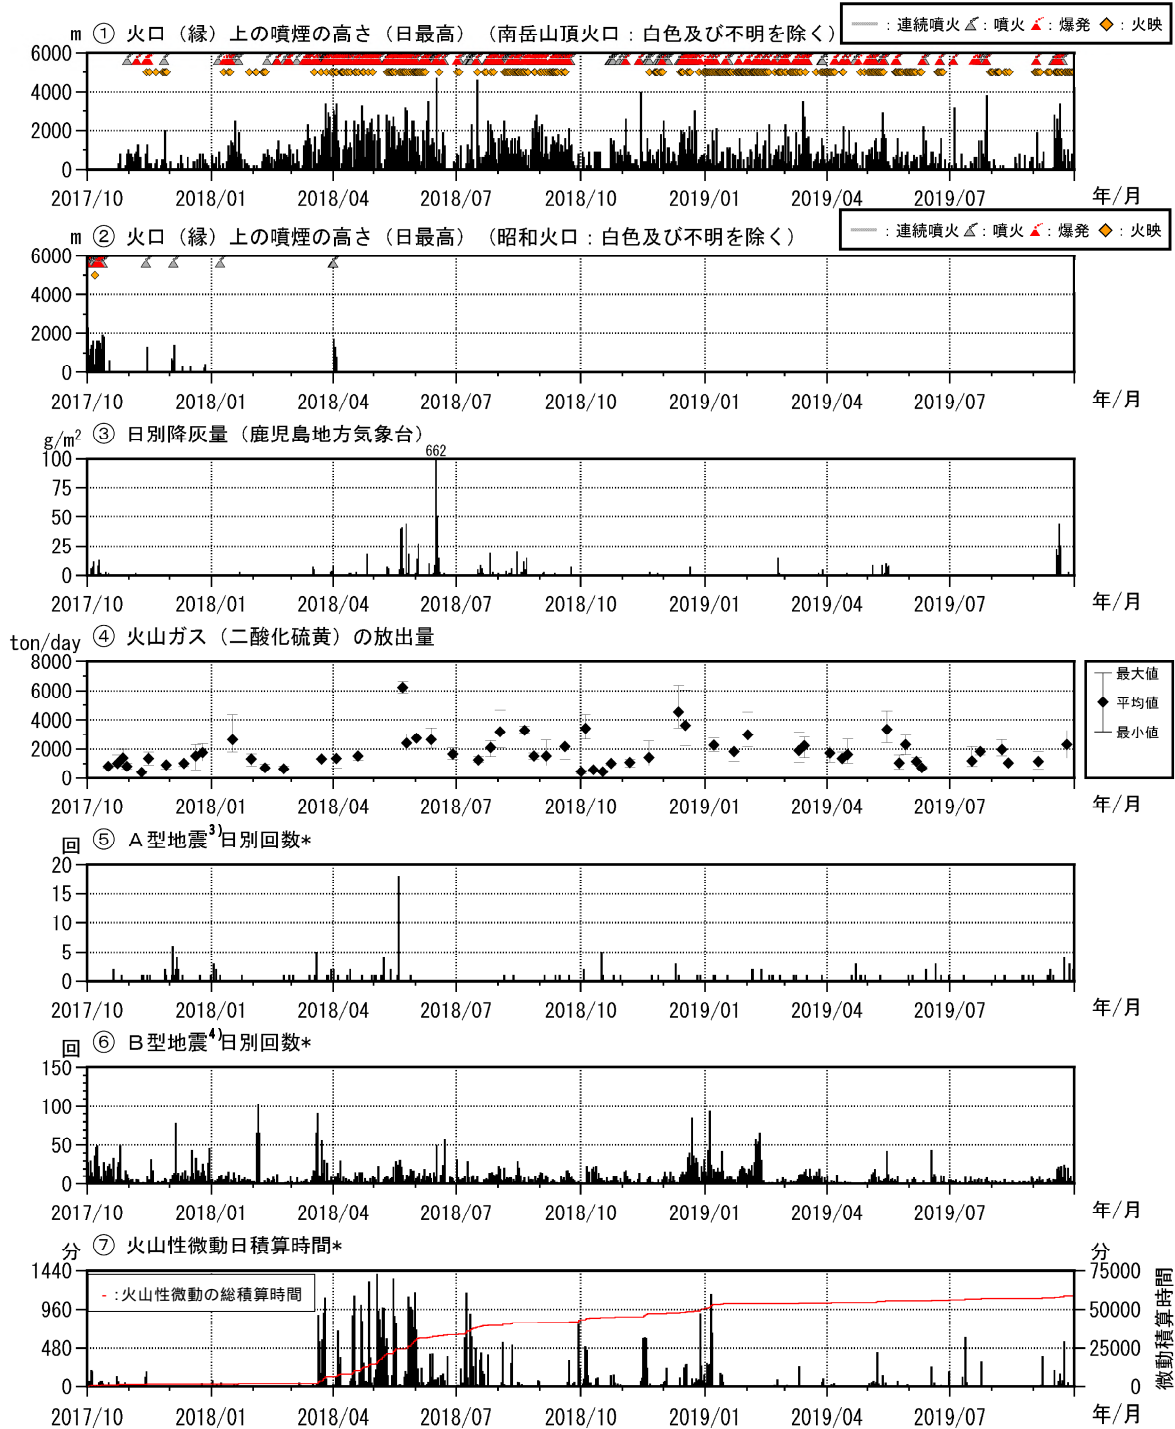 m ① 火口（縁）上の噴煙の高さ（日最高）（南岳山頂火口：白色及び不明を除く）
：連続噴火 ：噴火 ：爆発 ：火映
6000
4000
2000
0
2017/10 2018/01 2018/04 2018/07 2018/10 2019/01 2019/04 2019/07 年/月
m ② 火口（縁）上の噴煙の高さ（日最高）（昭和火口：白色及び不明を除く）
：連続噴火 ：噴火 ：爆発 ：火映
6000
4000
2000
0
2017/10 2018/01 2018/04 2018/07 2018/10 2019/01 2019/04 2019/07 年/月
g/m² ③ 日別降灰量（鹿児島地方気象台）
662
100
75
50
25
0
2017/10 2018/01 2018/04 2018/07 2018/10 2019/01 2019/04 2019/07 年/月
ton/day ④ 火山ガス（二酸化硫黄）の放出量
8000
6000
4000
2000
0
最大値
平均値
最小値
2017/10 2018/01 2018/04 2018/07 2018/10 2019/01 2019/04 2019/07 年/月
回 ⑤ A型地震3)日別回数*
20
15
10
5
0
2017/10 2018/01 2018/04 2018/07 2018/10 2019/01 2019/04 2019/07 年/月
回 ⑥ B型地震4)日別回数*
150
100
50
0
2017/10 2018/01 2018/04 2018/07 2018/10 2019/01 2019/04 2019/07 年/月
分 ⑦ 火山性微動日積算時間* 分
1440 75000
-：火山性微動の総積算時間
960 50000
480 25000
0 0
微動積算時間
2017/10 2018/01 2018/04 2018/07 2018/10 2019/01 2019/04 2019/07 年/月